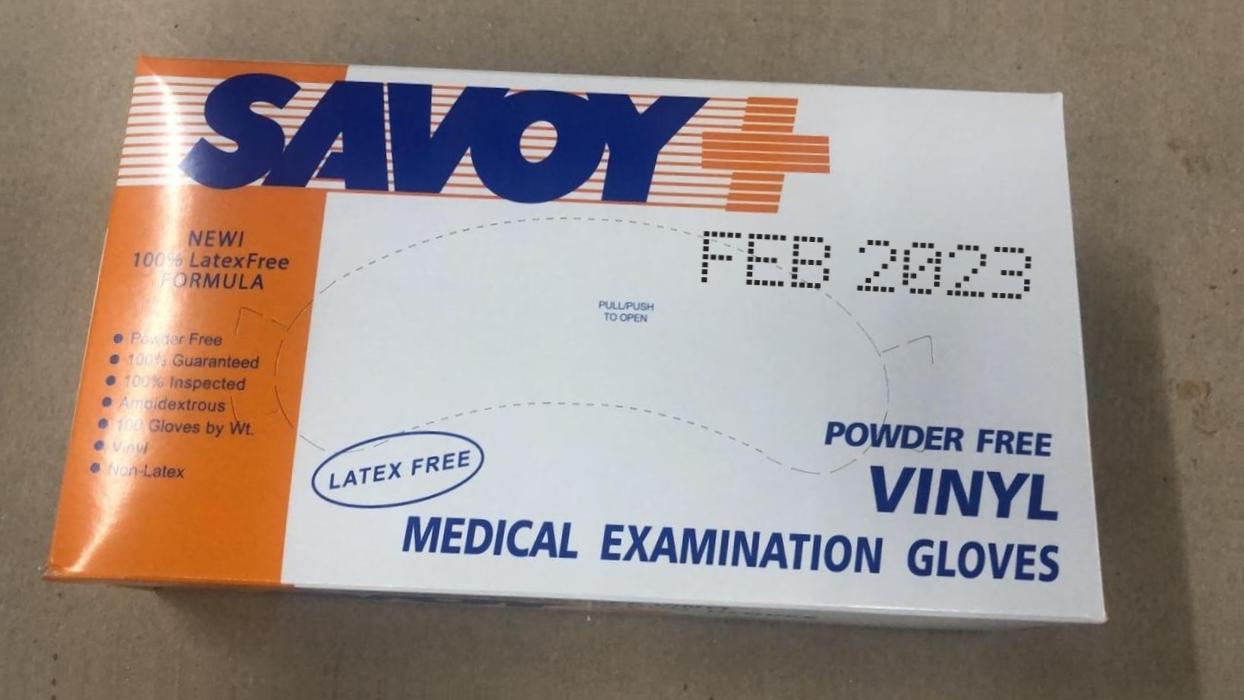 SAVOY
NEW!
100% LatexFree
FORMULA
FEB 2023
PULL/PUSH
TO OPEN
Powder Free
100% Guaranteed
100% Inspected
Ambidextrous
100 Gloves by Wt.
Vinyl
Non-Latex
LATEX FREE
POWDER FREE
VINYL
MEDICAL EXAMINATION GLOVES